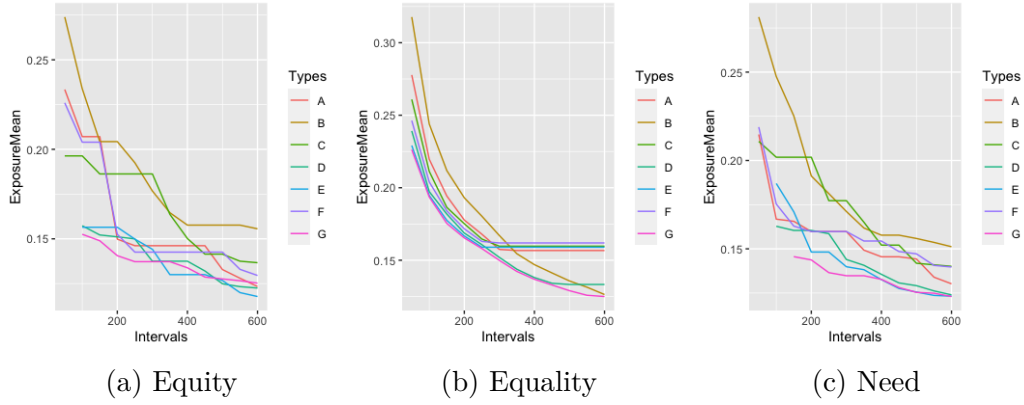 ExposureMean
0.25
0.20
0.15
200
400
600
Intervals
Types
A
B
C
D
E
F
G
(a) Equity
ExposureMean
0.30
0.25
0.20
0.15
200
400
600
Intervals
Types
A
B
C
D
E
F
G
(b) Equality
ExposureMean
0.25
0.20
0.15
200
400
600
Intervals
Types
A
B
C
D
E
F
G
(c) Need